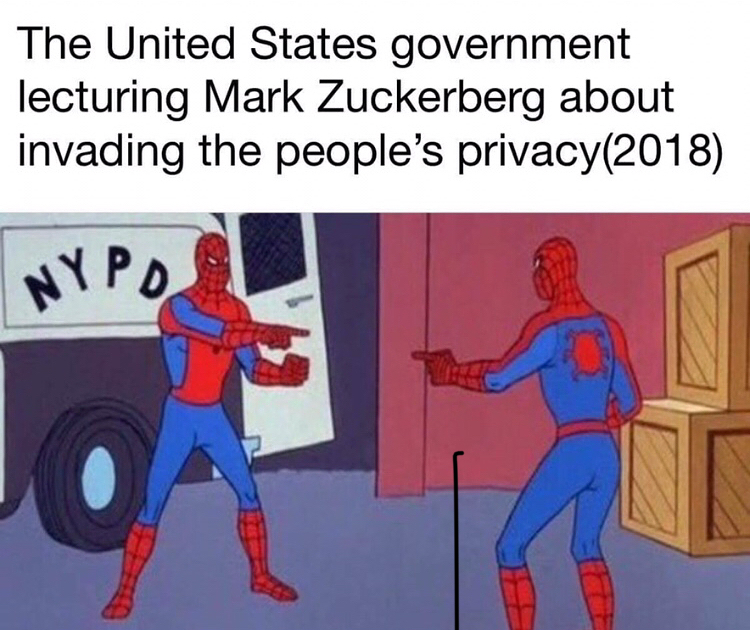 The United States government
lecturing Mark Zuckerberg about
invading the people’s privacy(2018)
NYPD